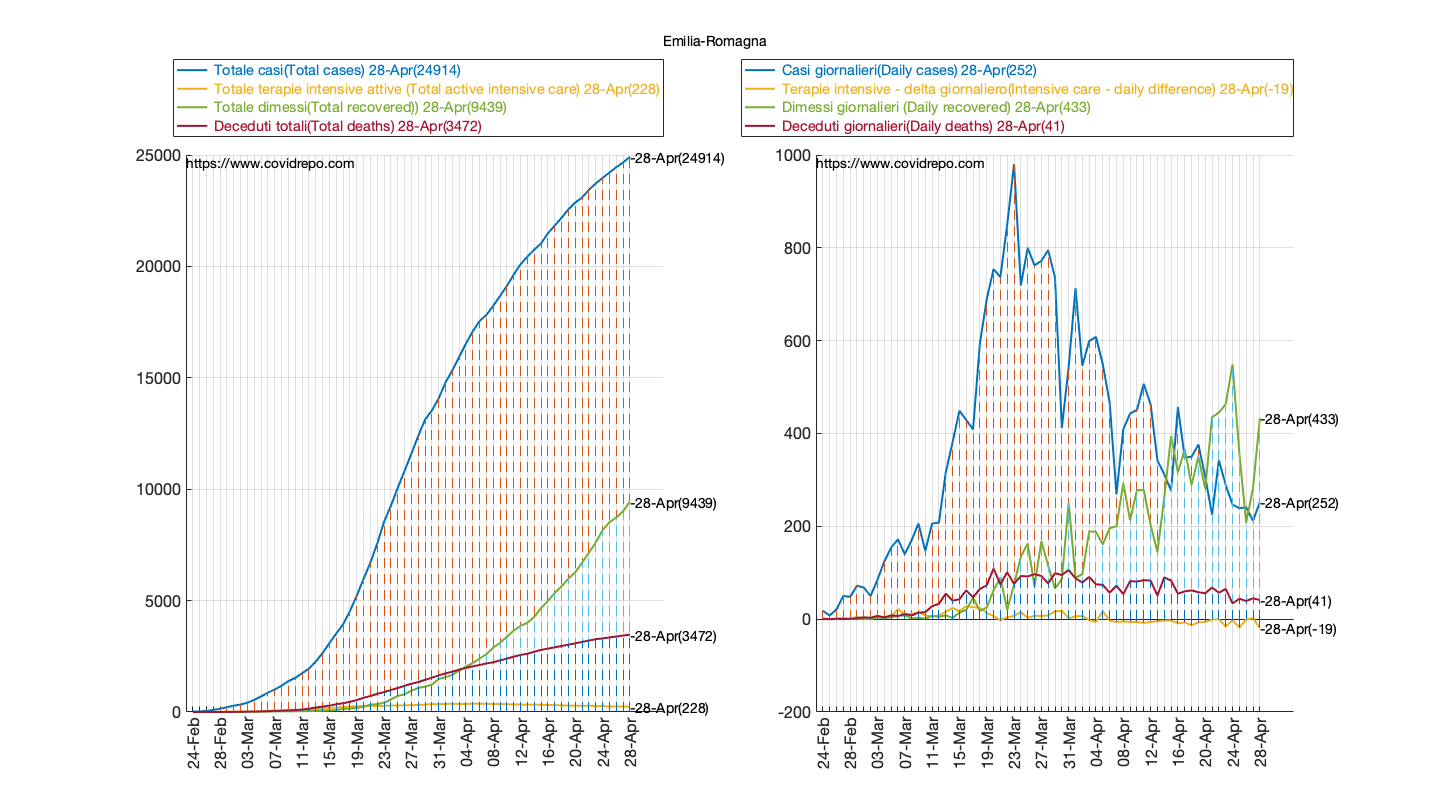 Emilia-Romagna
Totale casi(Total cases) 28-Apr(24914)
Totale terapie intensive attive (Total active intensive care) 28-Apr(228)
Totale dimessi(Total recovered)) 28-Apr(9439)
Deceduti totali(Total deaths) 28-Apr(3472)
25000
20000
15000
10000
5000
0
https://www.covidrepo.com
-28-Apr(24914)
-28-Apr(9439)
-28-Apr(3472)
-28-Apr(228)
24-Feb
28-Feb
03-Mar
07-Mar
11-Mar
15-Mar
19-Mar
23-Mar
27-Mar
31-Mar
04-Apr
08-Apr
12-Apr
16-Apr
20-Apr
24-Apr
28-Apr
Casi giornalieri(Daily cases) 28-Apr(252)
Terapie intensive - delta giornaliero(Intensive care - daily difference) 28-Apr(-19)
Dimessi giornalieri (Daily recovered) 28-Apr(433)
Deceduti giornalieri(Daily deaths) 28-Apr(41)
1000
800
600
400
200
0
-200
https://www.covidrepo.com
-28-Apr(433)
-28-Apr(252)
-28-Apr(41)
-28-Apr(-19)
24-Feb
28-Feb
03-Mar
07-Mar
11-Mar
15-Mar
19-Mar
23-Mar
27-Mar
31-Mar
04-Apr
08-Apr
12-Apr
16-Apr
20-Apr
24-Apr
28-Apr